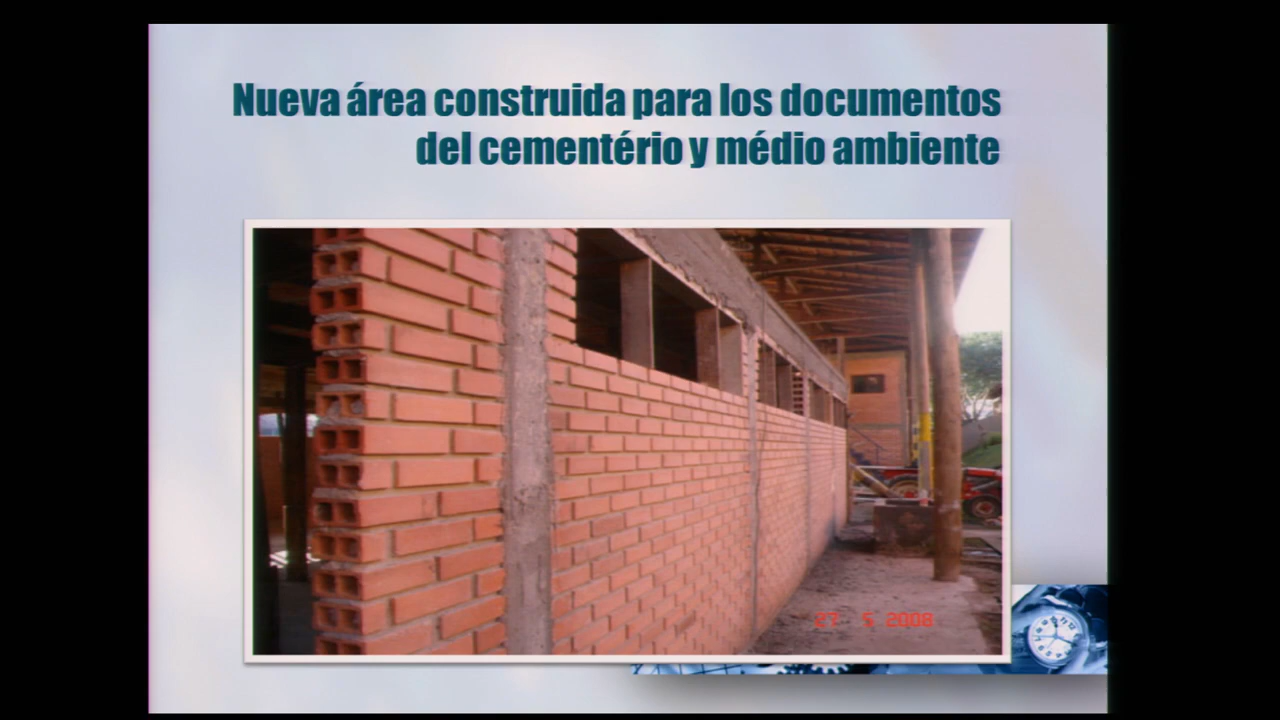 Nueva área construida para los documentos
del cementério y médio ambiente
27 5 2008